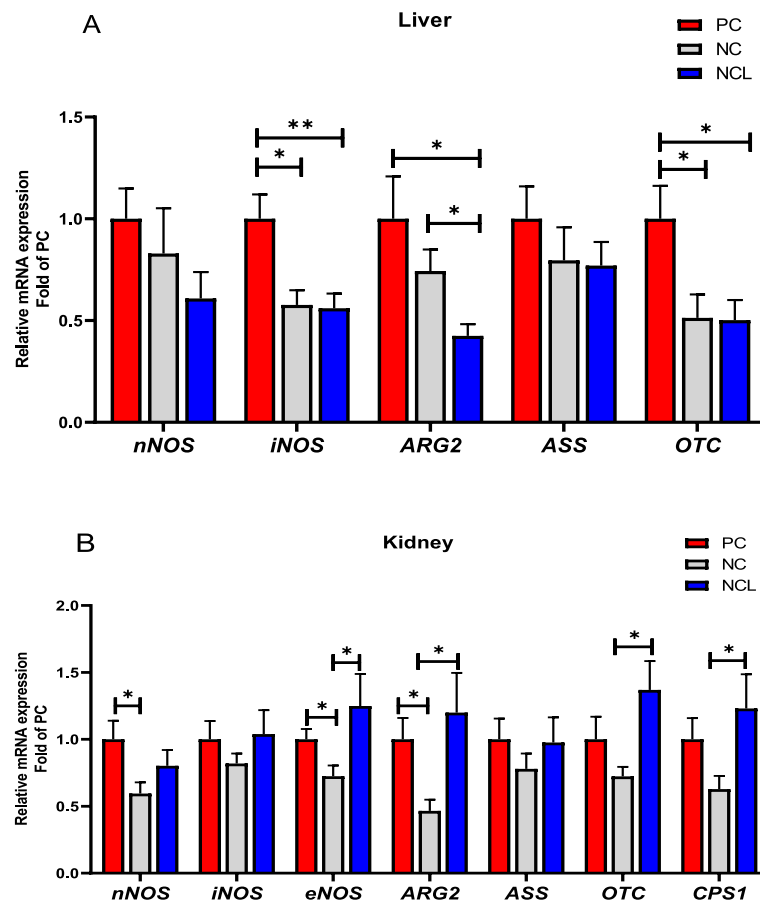 A
Liver
PC
NC
NCL
Relative mRNA expression
Fold of PC
1.5
1.0
0.5
0.0
**
*
*
*
*
*
nNOS iNOS ARG2 ASS OTC
B
Kidney
PC
NC
NCL
Relative mRNA expression
Fold of PC
2.0
1.5
1.0
0.5
0.0
*
*
*
*
*
*
*
nNOS iNOS eNOS ARG2 ASS OTC CPS1